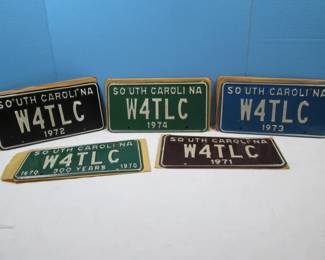 SOUTH CAROLINA
W4TLC
1972
SOUTH CAROLINA
W4TLC
1974
SOUTH CAROLINA
W4TLC
1973
SOUTH CAROLINA
W4TLC
1670 300 YEARS 1970
SOUTH CAROLINA
W4TLC
1971